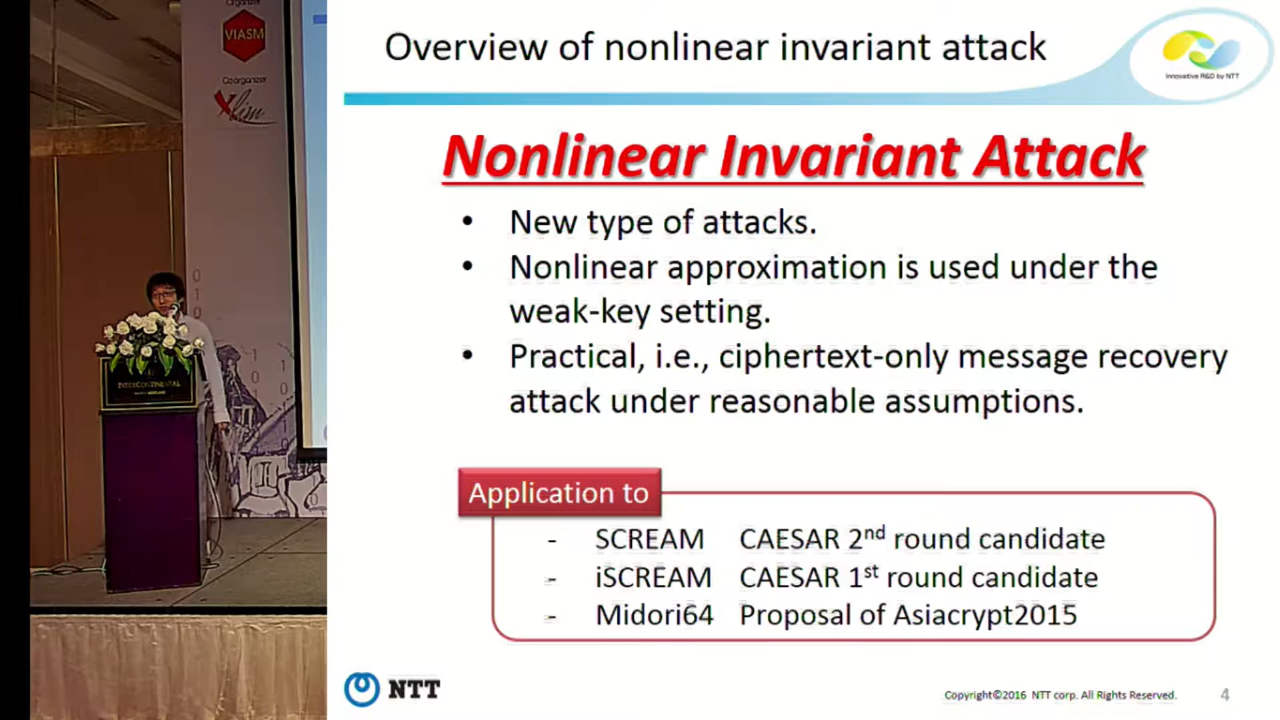 Organizer
VIASM
Coorganizer
Xlim
INTERCONTINENTAL
Overview of nonlinear invariant attack
Innovative R&D by NTT
Nonlinear Invariant Attack
• New type of attacks.
• Nonlinear approximation is used under the
weak-key setting.
• Practical, i.e., ciphertext-only message recovery
attack under reasonable assumptions.
Application to
- SCREAM CAESAR 2nd round candidate
- iSCREAM CAESAR 1st round candidate
- Midori64 Proposal of Asiacrypt2015
NTT
Copyright©2016 NTT corp. All Rights Reserved.
4